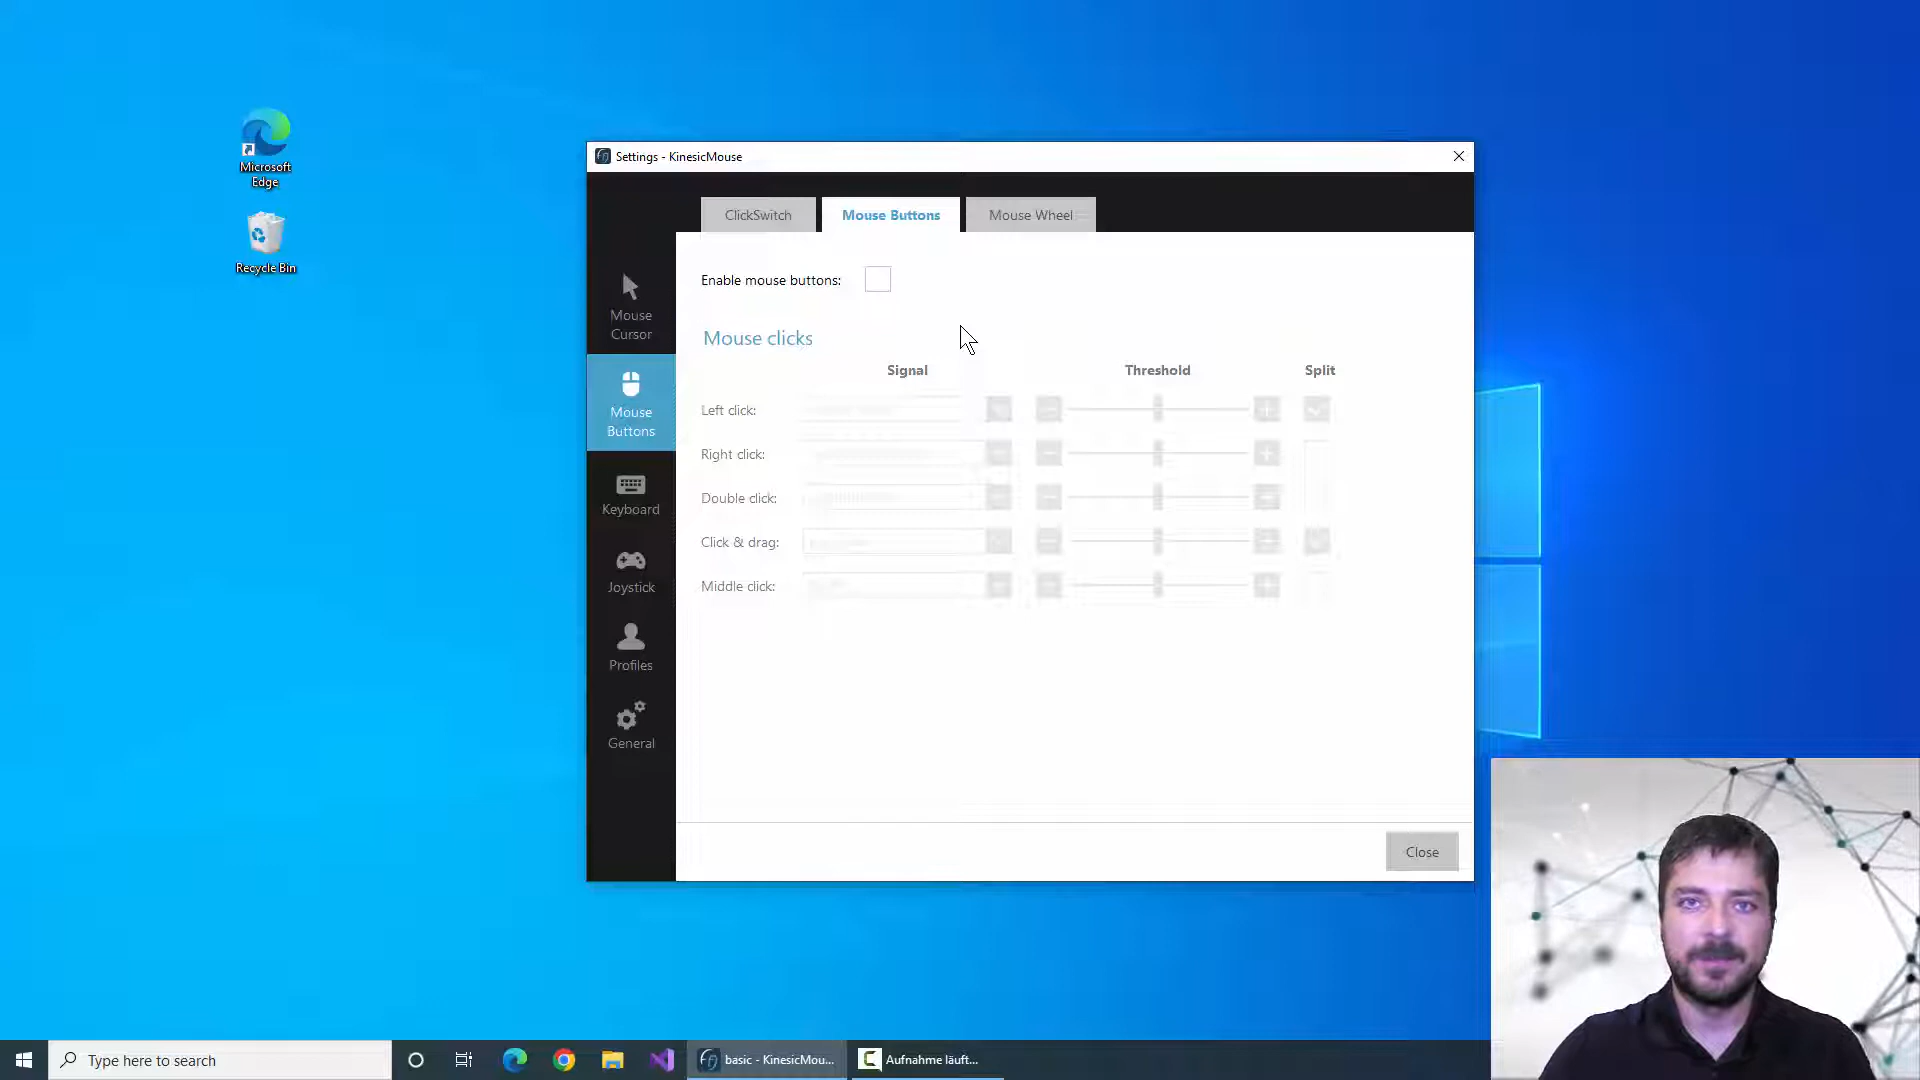 Microsoft
Edge
Recycle Bin
Settings - KinesicMouse
ClickSwitch
Mouse Buttons
Mouse Wheel
Enable mouse buttons:
Mouse clicks
Signal
Threshold
Split
Left click:
Right click:
Double click:
Click & drag:
Middle click:
Mouse
Cursor
Mouse
Buttons
Keyboard
Joystick
Profiles
General
Close
Type here to search
basic - KinesicMou...
Aufnahme läuft...